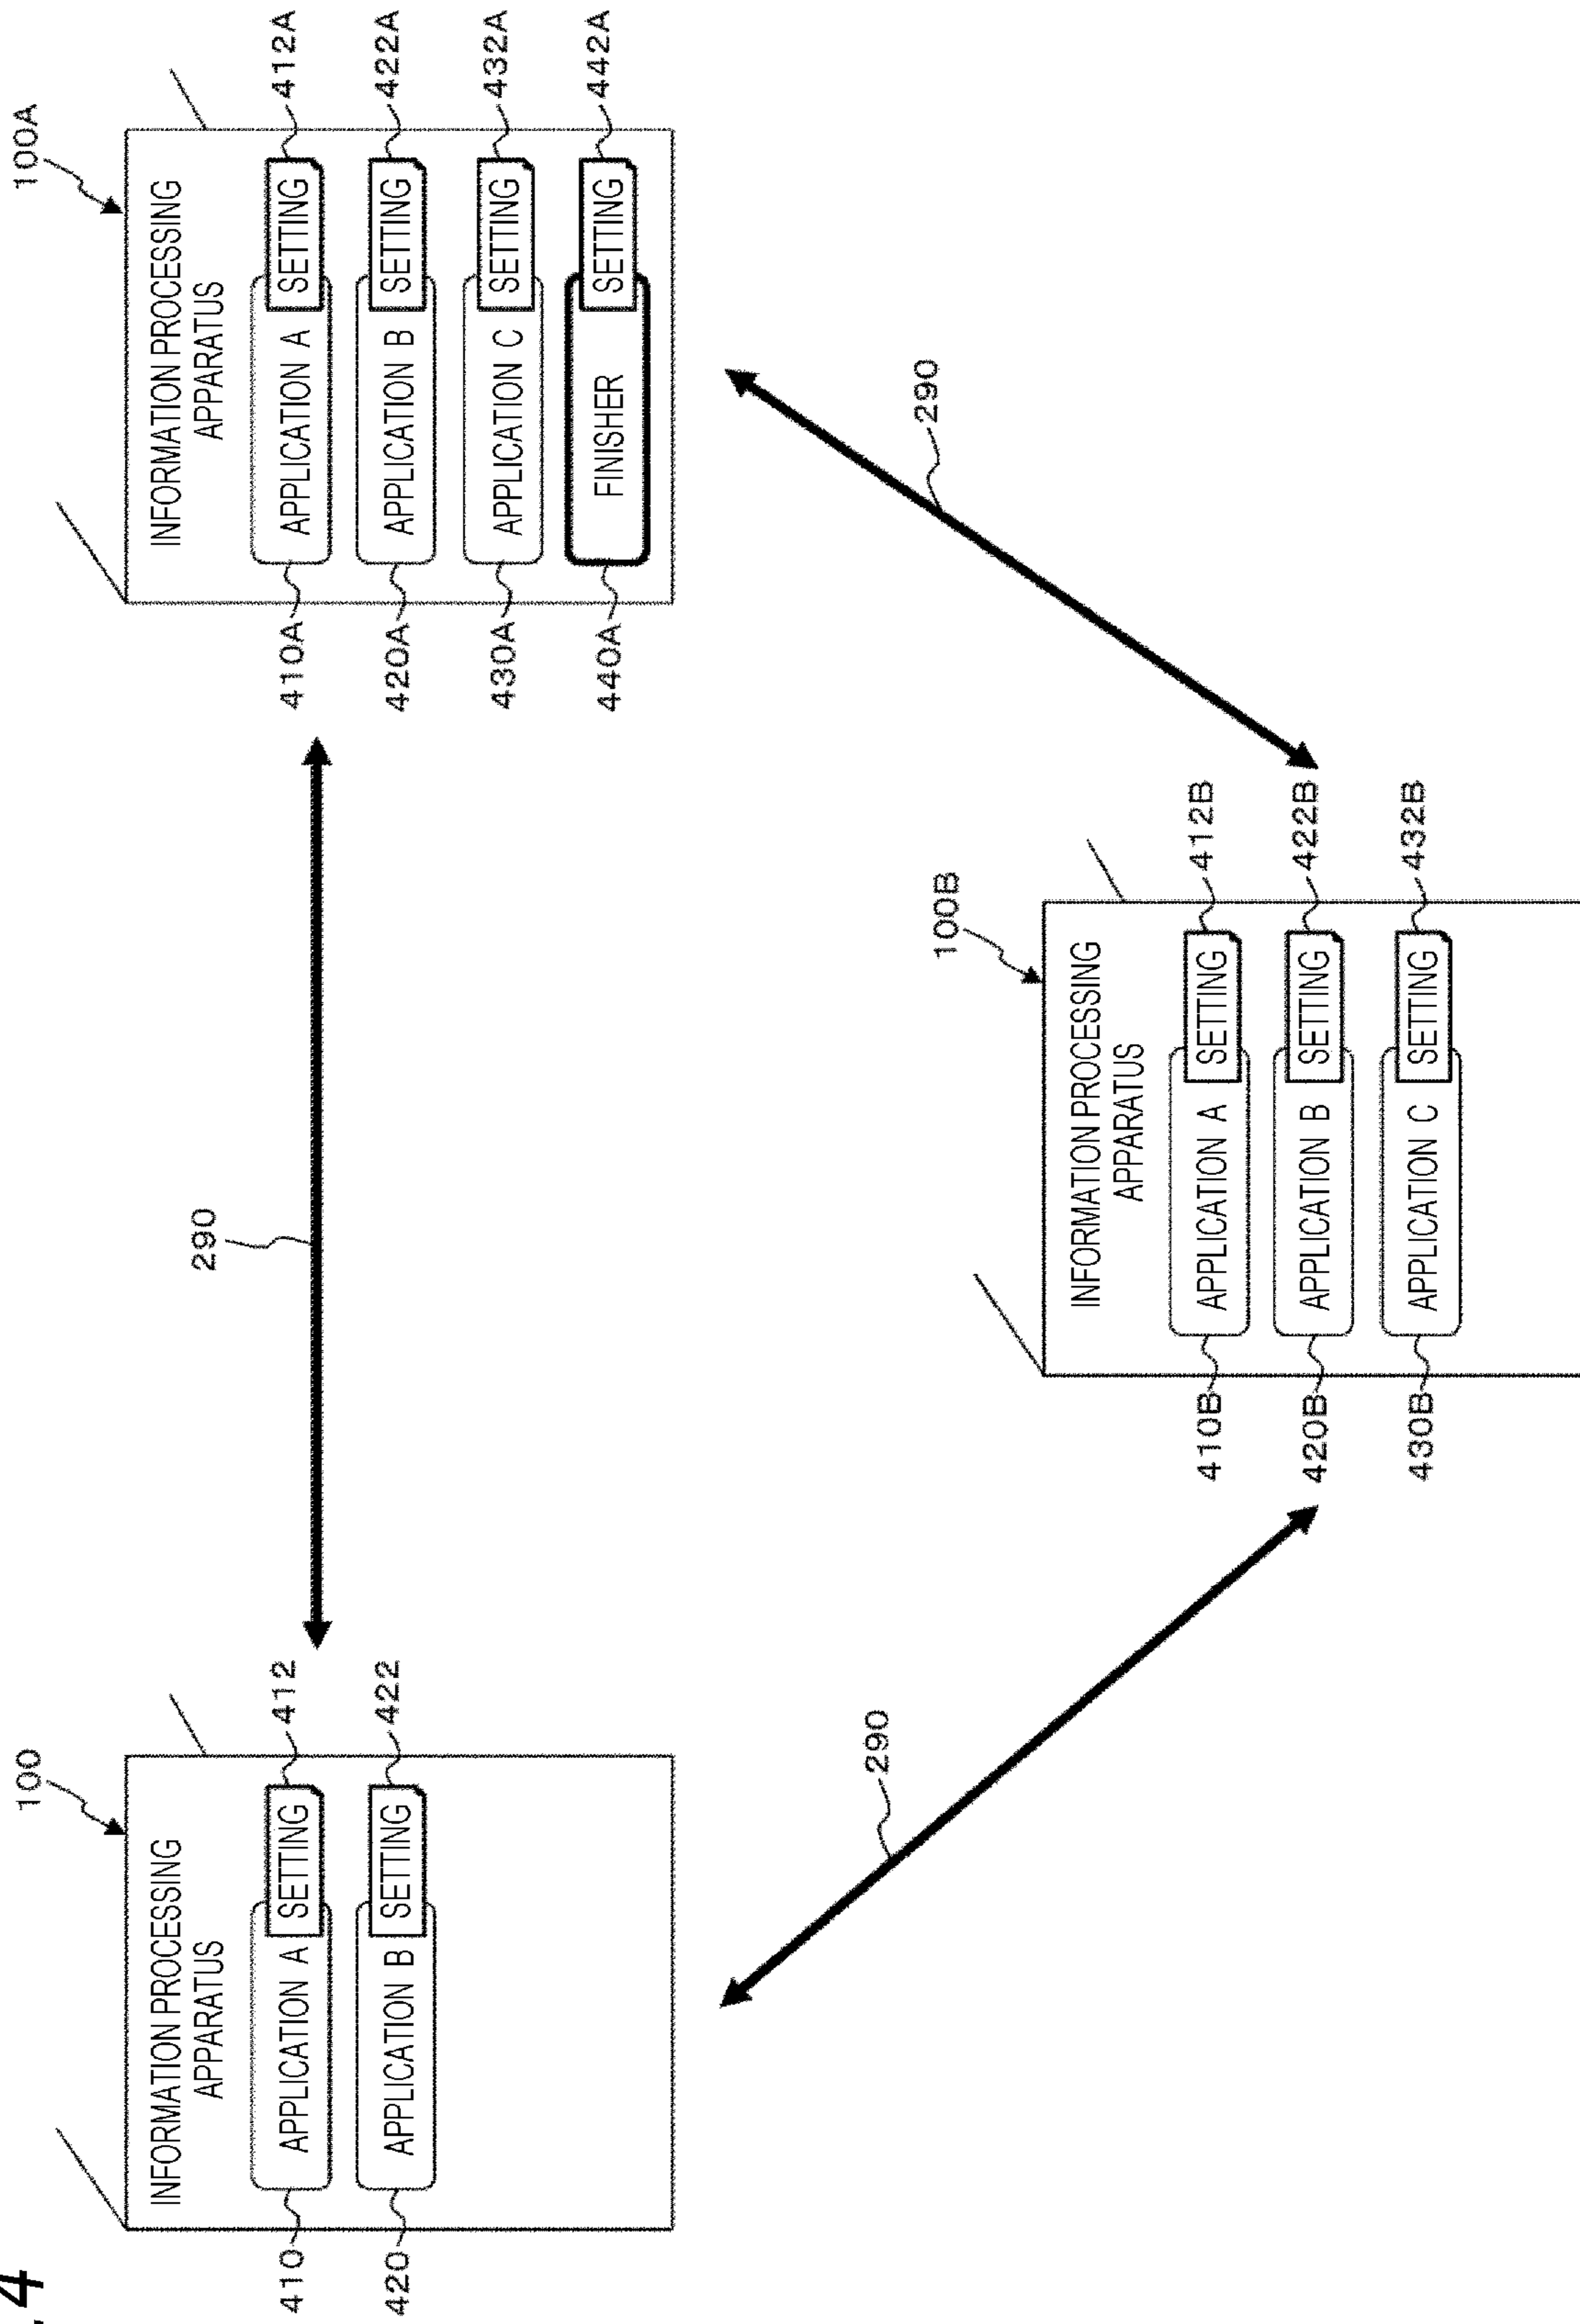 . 4
100
INFORMATION PROCESSING
APPARATUS
410
APPLICATION A
SETTING
412
420
APPLICATION B
SETTING
422
290
100A
INFORMATION PROCESSING
APPARATUS
410A
APPLICATION A
SETTING
412A
420A
APPLICATION B
SETTING
422A
430A
APPLICATION C
SETTING
432A
440A
FINISHER
SETTING
442A
290
290
100B
INFORMATION PROCESSING
APPARATUS
410B
APPLICATION A
SETTING
412B
420B
APPLICATION B
SETTING
422B
430B
APPLICATION C
SETTING
432B